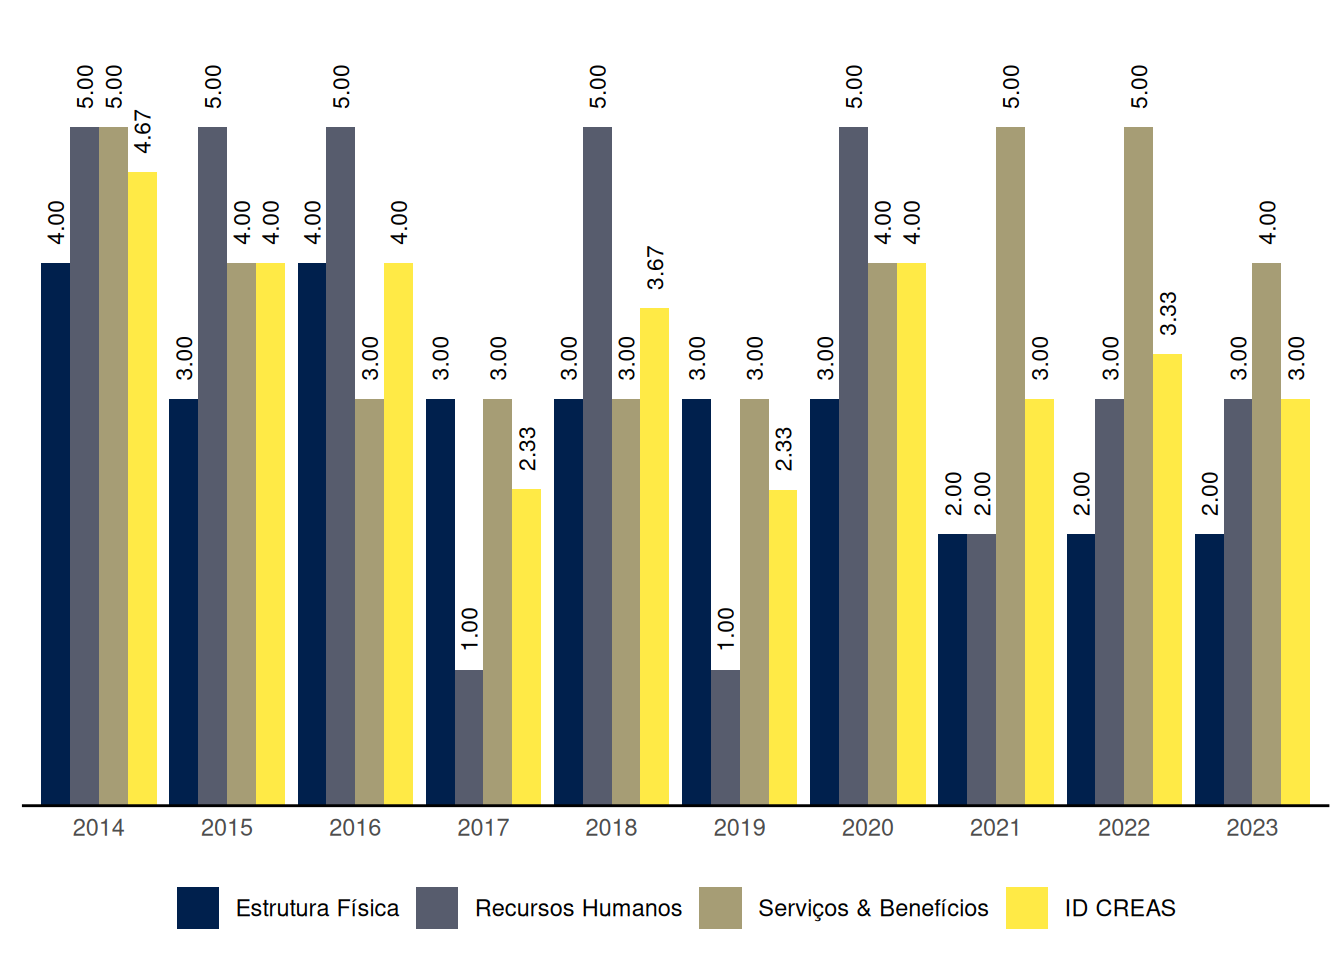 4.00 5.00 5.00 4.67 3.00 5.00 4.00 4.00 4.00 5.00 3.00 4.00 3.00 1.00 3.00 2.33 3.00 5.00 3.00 3.67 3.00 1.00 3.00 2.33 3.00 5.00 4.00 4.00 2.00 2.00 5.00 3.00 2.00 3.00 5.00 3.33 2.00 3.00 4.00 3.00
2014 2015 2016 2017 2018 2019 2020 2021 2022 2023
Estrutura Física Recursos Humanos Serviços & Benefícios ID CREAS